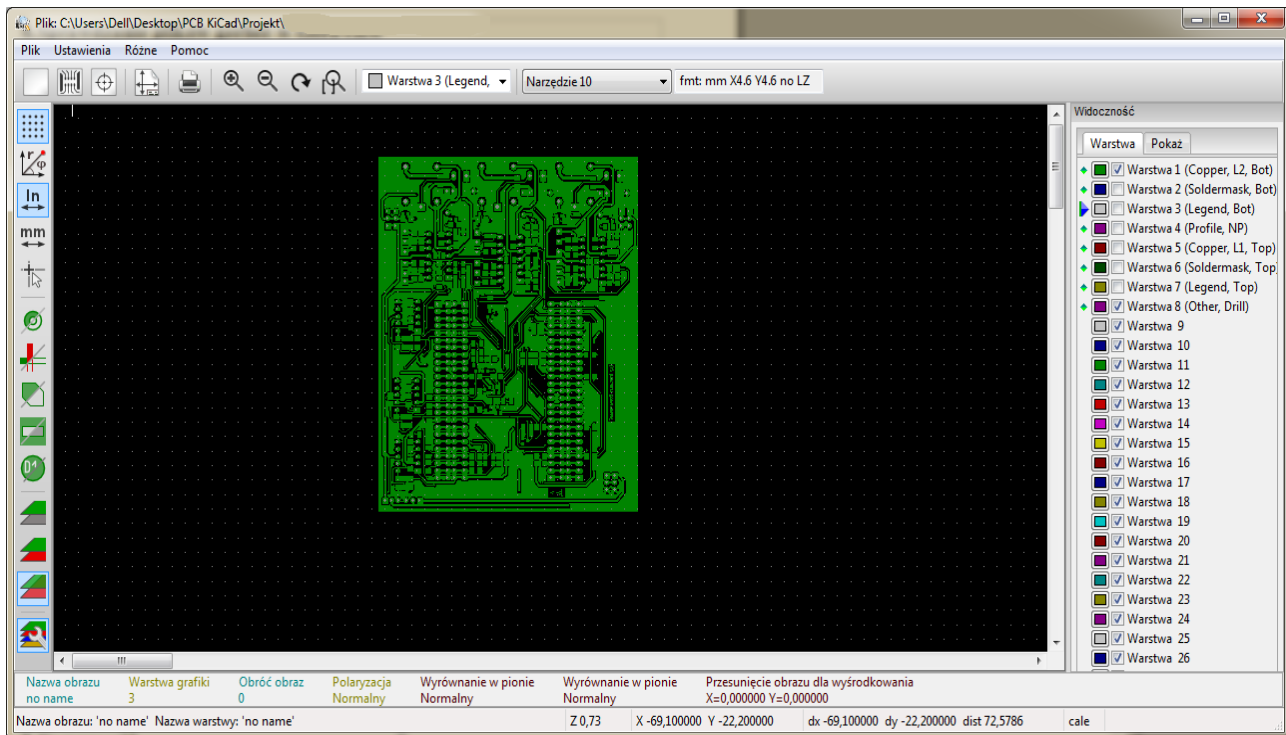 Plik: C:\Users\Dell\Desktop\PCB KiCad\Projekt\
Plik Ustawienia Różne Pomoc
Warstwa 3 (Legend, Narzędzie 10 fmt: mm X4.6 Y4.6 no LZ
In
mm
Widoczność
Warstwa Pokaż
Warstwa 1 (Copper, L2, Bot)
Warstwa 2 (Soldermask, Bot)
Warstwa 3 (Legend, Bot)
Warstwa 4 (Profile, NP)
Warstwa 5 (Copper, L1, Top)
Warstwa 6 (Soldermask, Top)
Warstwa 7 (Legend, Top)
Warstwa 8 (Other, Drill)
Warstwa 9
Warstwa 10
Warstwa 11
Warstwa 12
Warstwa 13
Warstwa 14
Warstwa 15
Warstwa 16
Warstwa 17
Warstwa 18
Warstwa 19
Warstwa 20
Warstwa 21
Warstwa 22
Warstwa 23
Warstwa 24
Warstwa 25
Warstwa 26
Nazwa obrazu Warstwa grafiki Obróć obraz Polaryzacja Wyrównanie w pionie Wyrównanie w pionie Przesunięcie obrazu dla wyśrodkowania
no name 3 0 Normalny Normalny Normalny X=0,000000 Y=0,000000
Nazwa obrazu: 'no name' Nazwa warstwy: 'no name' Z 0,73 X -69,100000 Y -22,200000 dx -69,100000 dy -22,200000 dist 72,5786 cale